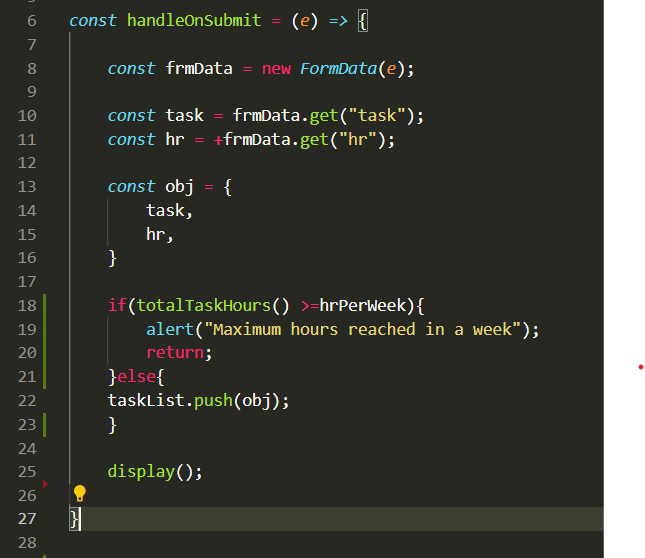 6 const handleOnSubmit = (e) => {
7
8 const frmData = new FormData(e);
9
10 const task = frmData.get("task");
11 const hr = +frmData.get("hr");
12
13 const obj = {
14 task,
15 hr,
16 }
17
18 if(totalTaskHours() >=hrPerWeek){
19 alert("Maximum hours reached in a week");
20 return;
21 }else{
22 taskList.push(obj);
23 }
24
25 display();
26
27 }
28